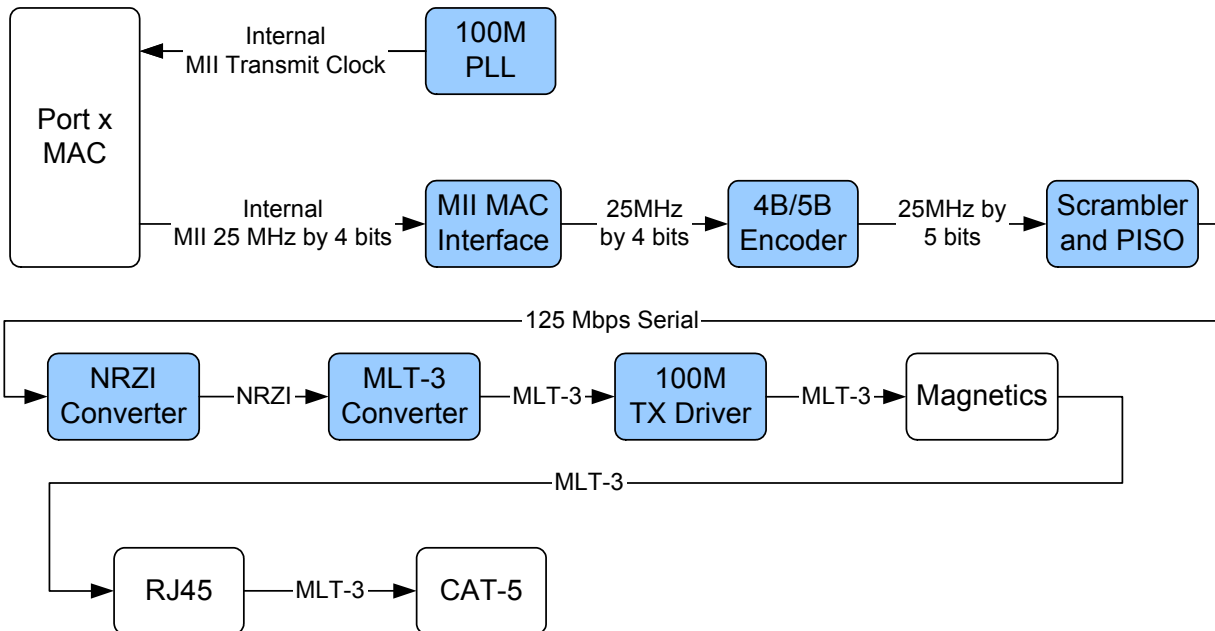 Internal
MII Transmit Clock
100M
PLL
Port x
MAC
Internal
MII 25 MHz by 4 bits
MII MAC
Interface
25MHz
by 4 bits
4B/5B
Encoder
25MHz by
5 bits
Scrambler
and PISO
125 Mbps Serial
NRZI
Converter
NRZI
MLT-3
Converter
MLT-3
100M
TX Driver
MLT-3
Magnetics
MLT-3
RJ45
MLT-3
CAT-5